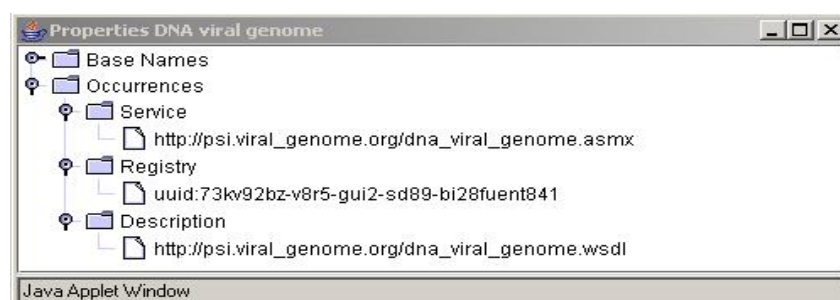 Properties DNA viral genome
Base Names
Occurrences
Service
http://psi.viral_genome.org/dna_viral_genome.asmx
Registry
uuid:73kv92bz-v8r5-gui2-sd89-bi28fuent841
Description
http://psi.viral_genome.org/dna_viral_genome.wsdl
Java Applet Window